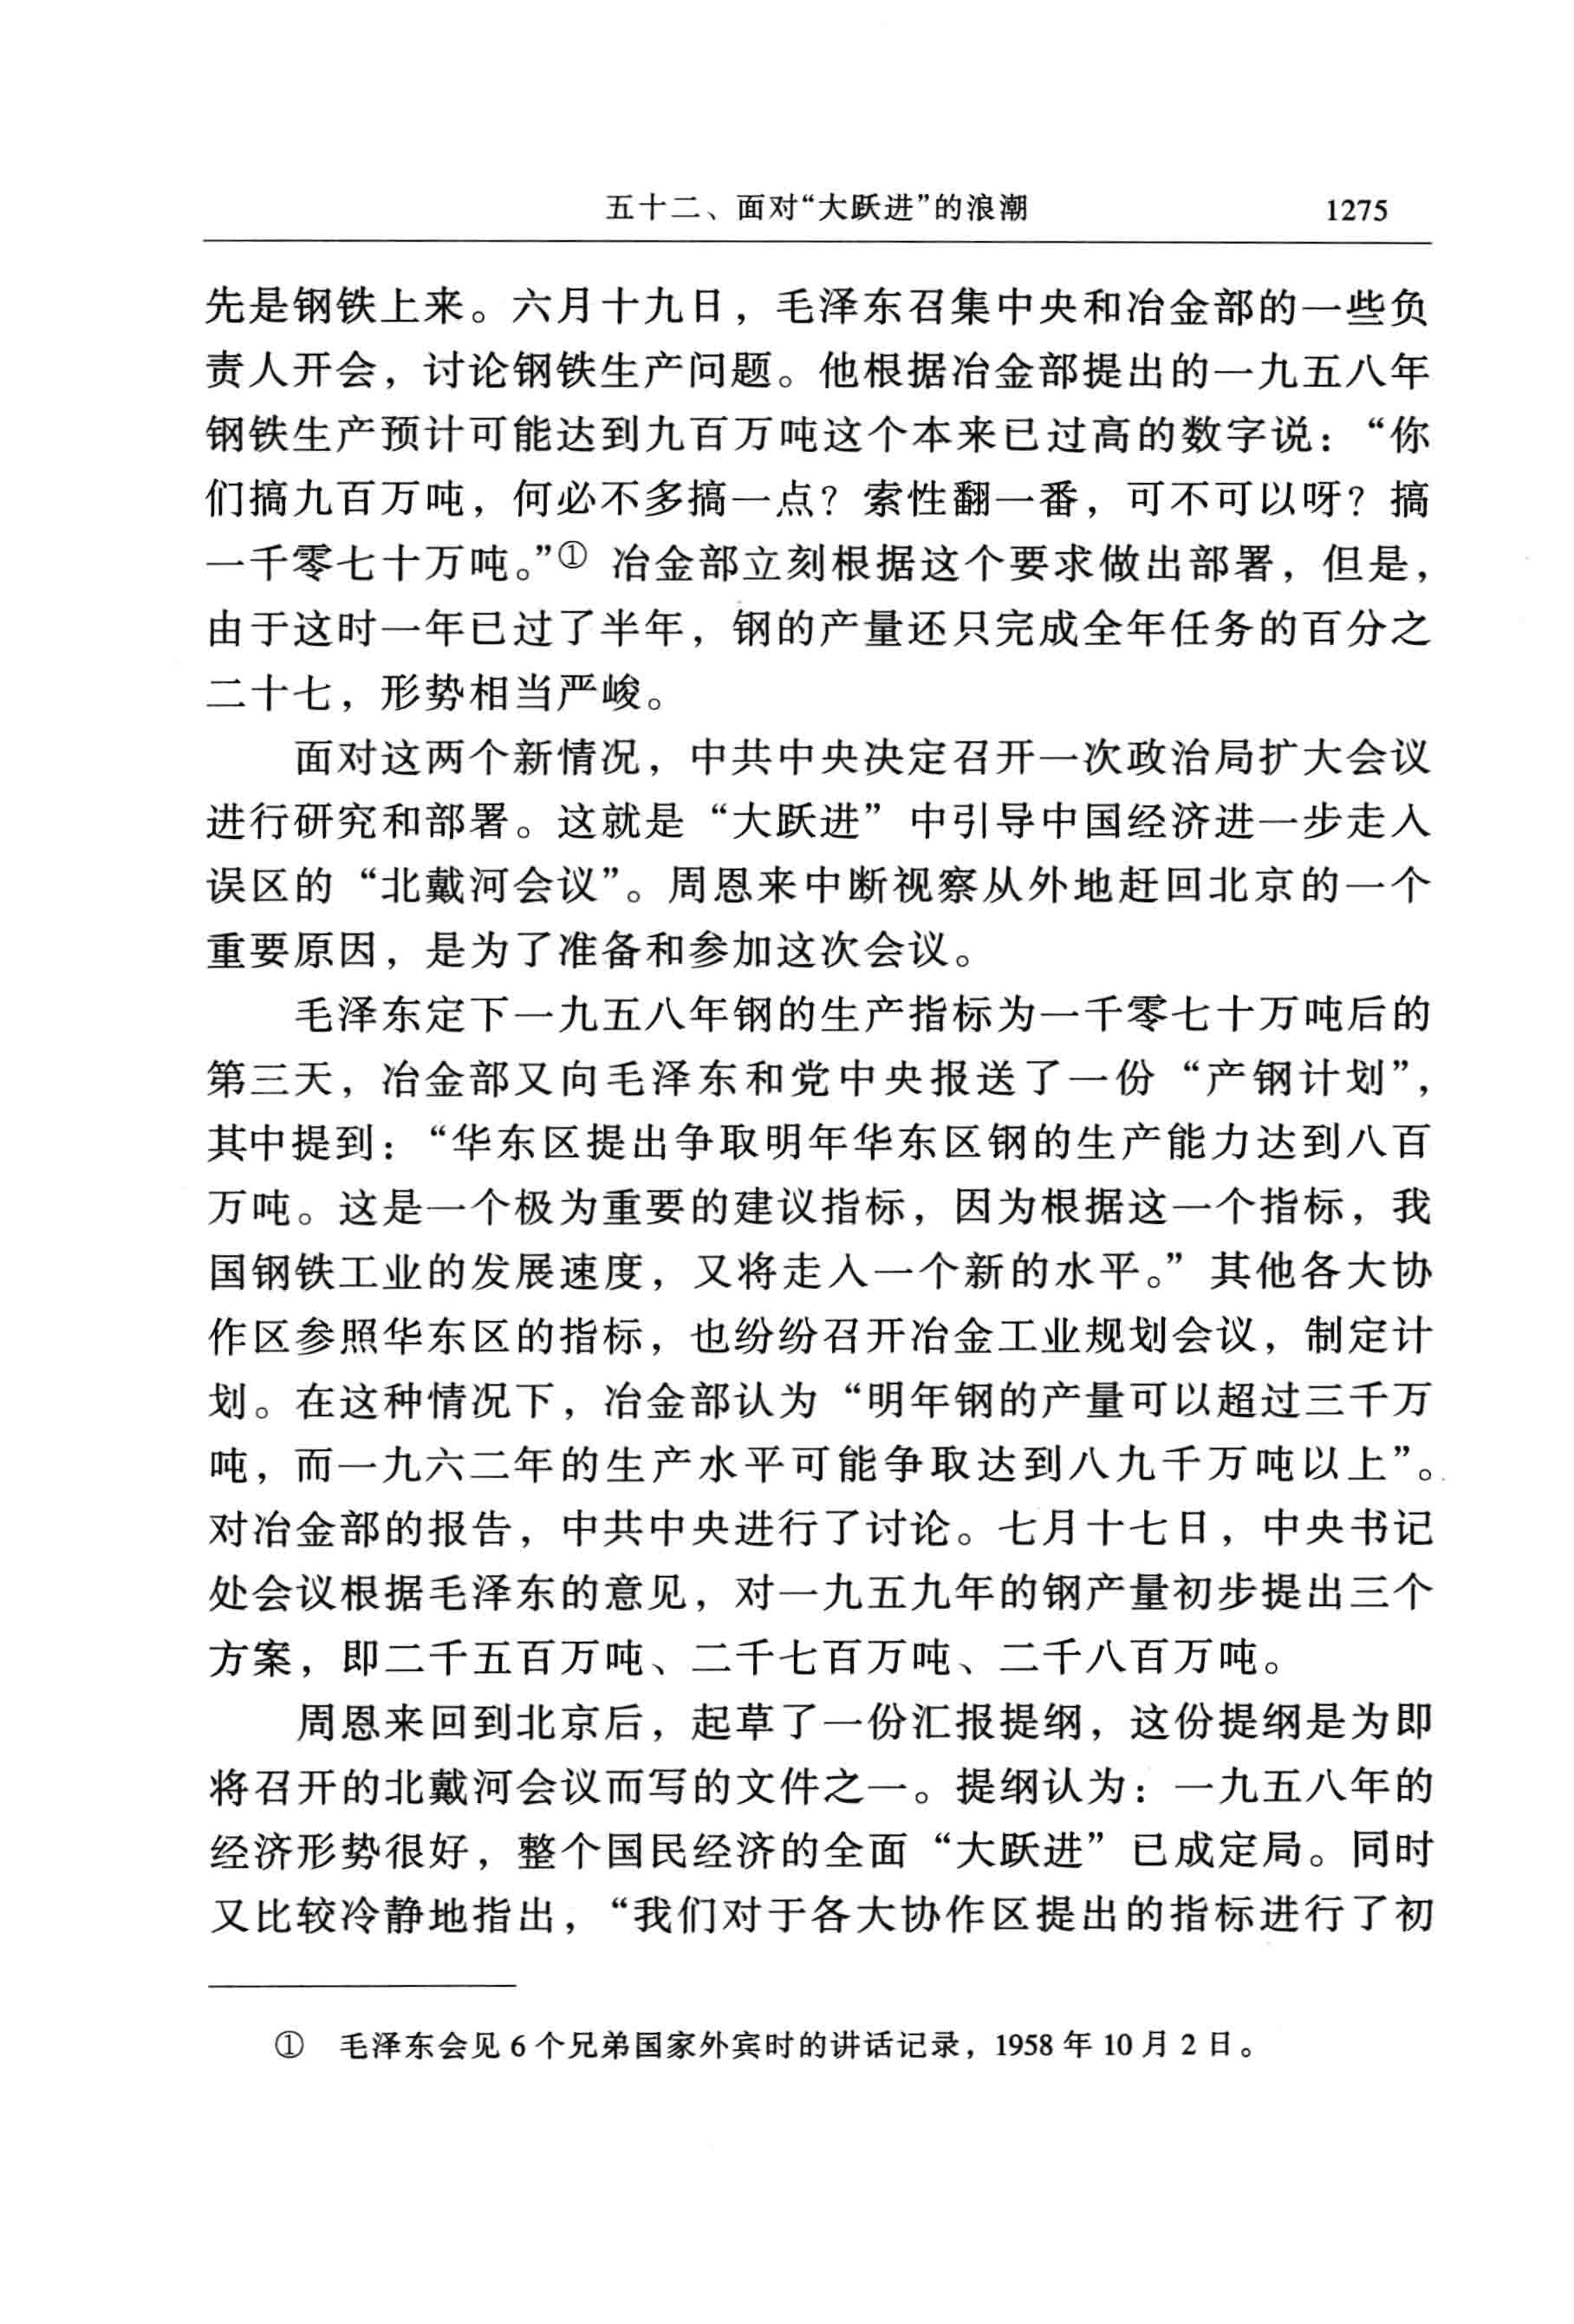 五十二、面对“大跃进”的浪潮 1275
先是钢铁上来。六月十九日，毛泽东召集中央和冶金部的一些负
责人开会，讨论钢铁生产问题。他根据冶金部提出的一九五八年
钢铁生产预计可能达到九百万吨这个本来已过高的数字说：“你
们搞九百万吨，何必不多搞一点？索性翻一番，可不可以呀？搞
一千零七十万吨。”① 冶金部立刻根据这个要求做出部署，但是，
由于这时一年已过了半年，钢的产量还只完成全年任务的百分之
二十七，形势相当严峻。
面对这两个新情况，中共中央决定召开一次政治局扩大会议
进行研究和部署。这就是“大跃进”中引导中国经济进一步走入
误区的“北戴河会议”。周恩来中断视察从外地赶回北京的一个
重要原因，是为了准备和参加这次会议。
毛泽东定下一九五八年钢的生产指标为一千零七十万吨后的
第三天，冶金部又向毛泽东和党中央报送了一份“产钢计划”，
其中提到：“华东区提出争取明年华东区钢的生产能力达到八百
万吨。这是一个极为重要的建议指标，因为根据这一个指标，我
国钢铁工业的发展速度，又将走入一个新的水平。”其他各大协
作区参照华东区的指标，也纷纷召开冶金工业规划会议，制定计
划。在这种情况下，冶金部认为“明年钢的产量可以超过三千万
吨，而一九六二年的生产水平可能争取达到八九千万吨以上”。
对冶金部的报告，中共中央进行了讨论。七月十七日，中央书记
处会议根据毛泽东的意见，对一九五九年的钢产量初步提出三个
方案，即二千五百万吨、二千七百万吨、二千八百万吨。
周恩来回到北京后，起草了一份汇报提纲，这份提纲是为即
将召开的北戴河会议而写的文件之一。提纲认为：一九五八年的
经济形势很好，整个国民经济的全面“大跃进”已成定局。同时
又比较冷静地指出，“我们对于各大协作区提出的指标进行了初
① 毛泽东会见6个兄弟国家外宾时的讲话记录，1958年10月2日。